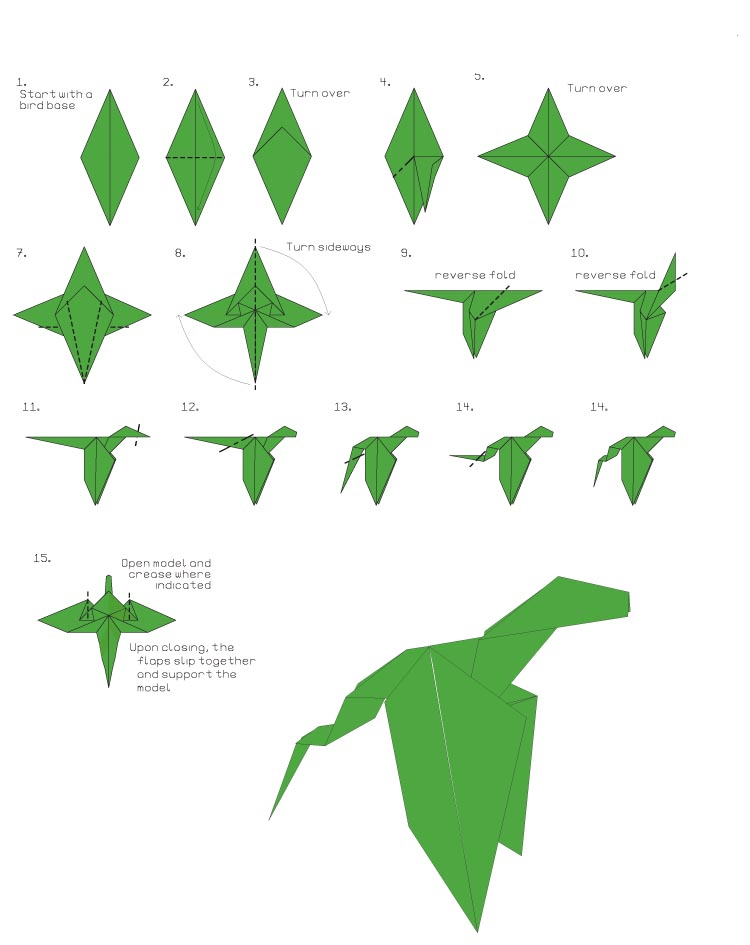 1.
Start with a
bird base
2.
3.
Turn over
4.
5.
Turn over
7.
8.
Turn sideways
9.
reverse fold
10.
reverse fold
11.
12.
13.
14.
14.
15.
Open model and
crease where
indicated
Upon closing, the
flaps slip together
and support the
model